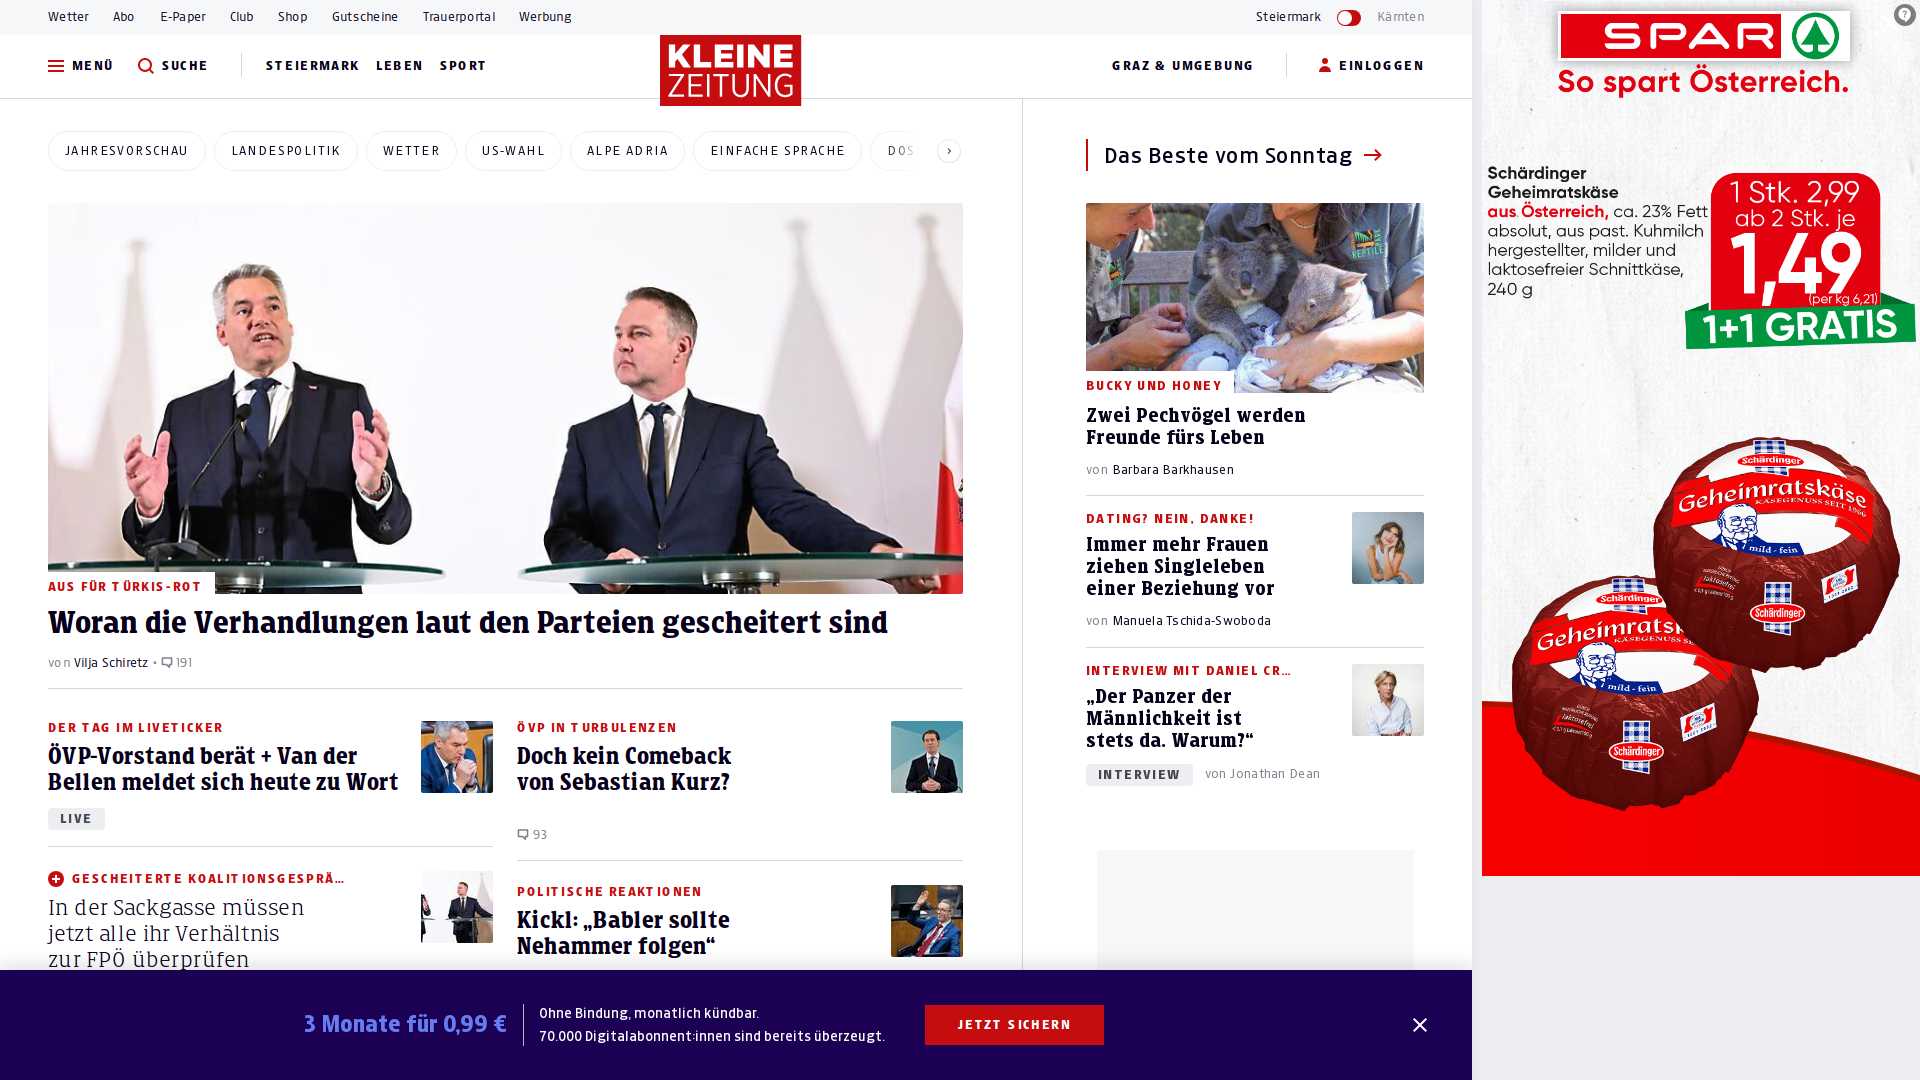 Wetter
Abo
E-Paper
Club
Shop
Gutscheine
Trauerportal
Werbung
Steiermark
Kärnten
MENÜ
SUCHE
STEIERMARK
LEBEN
SPORT
KLEINE
ZEITUNG
GRAZ & UMGEBUNG
EINLOGGEN
JAHRESVORSCHAU
LANDESPOLITIK
WETTER
US-WAHL
ALPE ADRIA
EINFACHE SPRACHE
DOS
AUS FÜR TÜRKIS-ROT
Woran die Verhandlungen laut den Parteien gescheitert sind
von Vilja Schiretz • 191
DER TAG IM LIVETICKER
ÖVP-Vorstand berät + Van der
Bellen meldet sich heute zu Wort
LIVE
GESCHEITERTE KOALITIONSGESPRÄ…
In der Sackgasse müssen
jetzt alle ihr Verhältnis
zur FPÖ überprüfen
ÖVP IN TURBULENZEN
Doch kein Comeback
von Sebastian Kurz?
93
POLITISCHE REAKTIONEN
Kickl: „Babler sollte
Nehammer folgen“
Das Beste vom Sonntag
REPTILE
BUCKY UND HONEY
Zwei Pechvögel werden
Freunde fürs Leben
von Barbara Barkhausen
DATING? NEIN, DANKE!
Immer mehr Frauen
ziehen Singleleben
einer Beziehung vor
von Manuela Tschida-Swoboda
INTERVIEW MIT DANIEL CR…
„Der Panzer der
Männlichkeit ist
stets da. Warum?“
INTERVIEW
von Jonathan Dean
SPAR
So spart Österreich.
Schärdinger
Geheimratskäse
aus Österreich, ca. 23% Fett
absolut, aus past. Kuhmilch
hergestellter, milder und
laktosefreier Schnittkäse,
240 g
1 Stk. 2,99
ab 2 Stk. je
1,49
(per kg 6,21)
1+1 GRATIS
Schärdinger
Geheimratskäse
KÄSEGENUSS SEIT 1966
mild - fein
laktosefrei
Schärdinger
Schärdinger
Geheimratskäse
mild - fein
laktosefrei
Schärdinger
3 Monate für 0,99 €
Ohne Bindung, monatlich kündbar.
70.000 Digitalabonnent:innen sind bereits überzeugt.
JETZT SICHERN